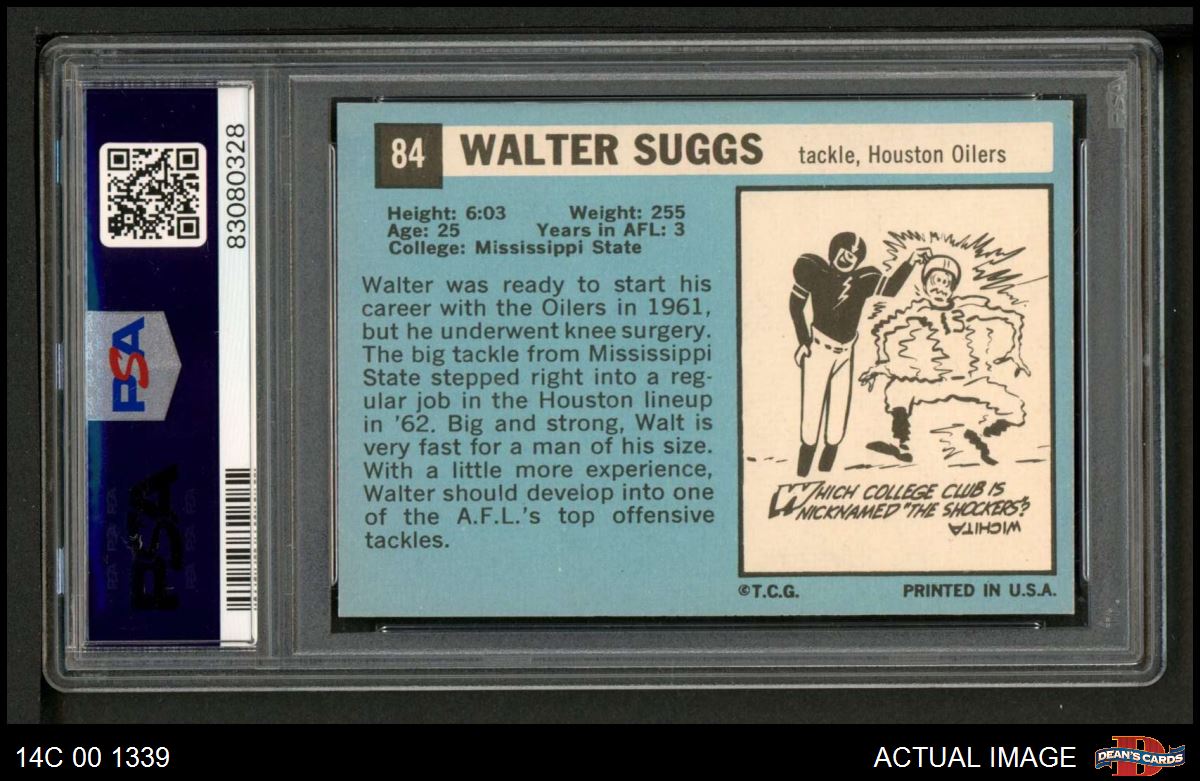 84 WALTER SUGGS tackle, Houston Oilers
Height: 6:03 Weight: 255
Age: 25 Years in AFL: 3
College: Mississippi State
Walter was ready to start his
career with the Oilers in 1961,
but he underwent knee surgery.
The big tackle from Mississippi
State stepped right into a reg-
ular job in the Houston lineup
in '62. Big and strong, Walt is
very fast for a man of his size.
With a little more experience,
Walter should develop into one
of the A.F.L.'s top offensive
tackles.
WHICH COLLEGE CLUB IS
NICKNAMED "THE SHOCKERS"?
WICHITA
©T.C.G. PRINTED IN U.S.A.
83080328
PSA
PSA
14C 00 1339
ACTUAL IMAGE
D
DEAN'S CARDS